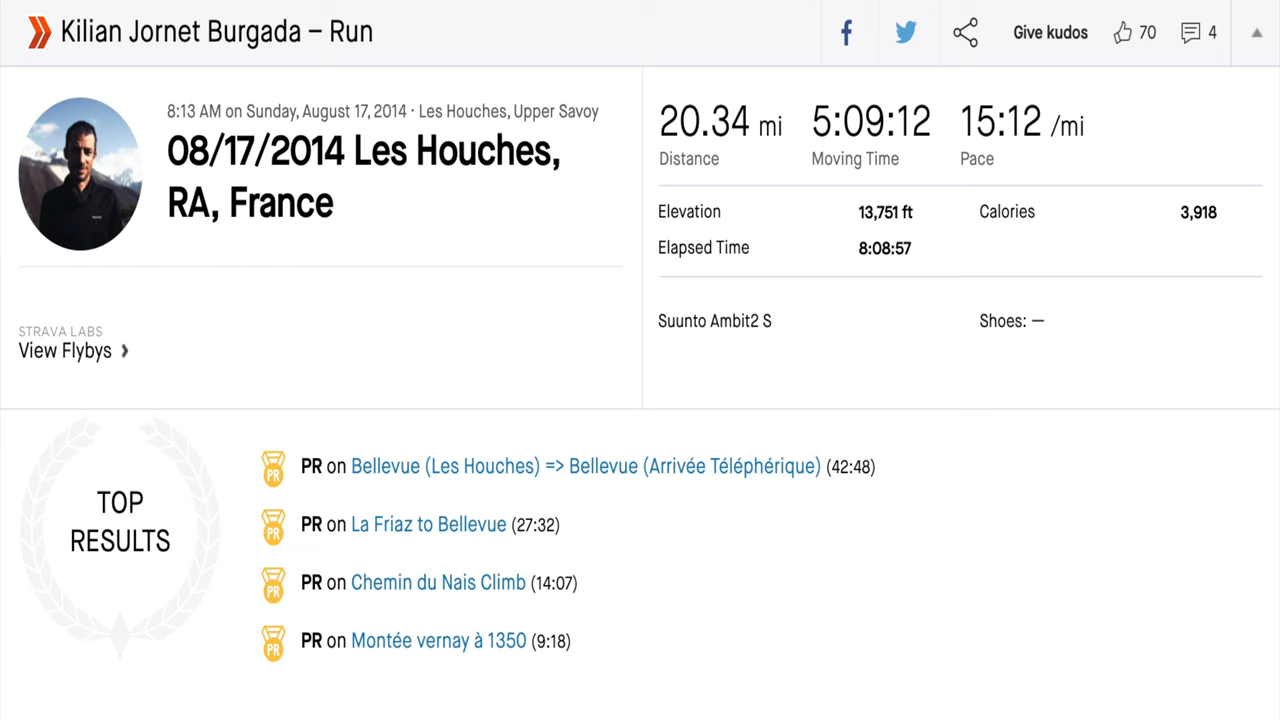 Kilian Jornet Burgada – Run
Give kudos 70 4
8:13 AM on Sunday, August 17, 2014 · Les Houches, Upper Savoy
08/17/2014 Les Houches,
RA, France
STRAVA LABS
View Flybys
20.34 mi 5:09:12 15:12 /mi
Distance Moving Time Pace
Elevation 13,751 ft Calories 3,918
Elapsed Time 8:08:57
Suunto Ambit2 S Shoes: —
TOP
RESULTS
PR PR on Bellevue (Les Houches) => Bellevue (Arrivée Téléphérique) (42:48)
PR PR on La Friaz to Bellevue (27:32)
PR PR on Chemin du Nais Climb (14:07)
PR PR on Montée vernay à 1350 (9:18)